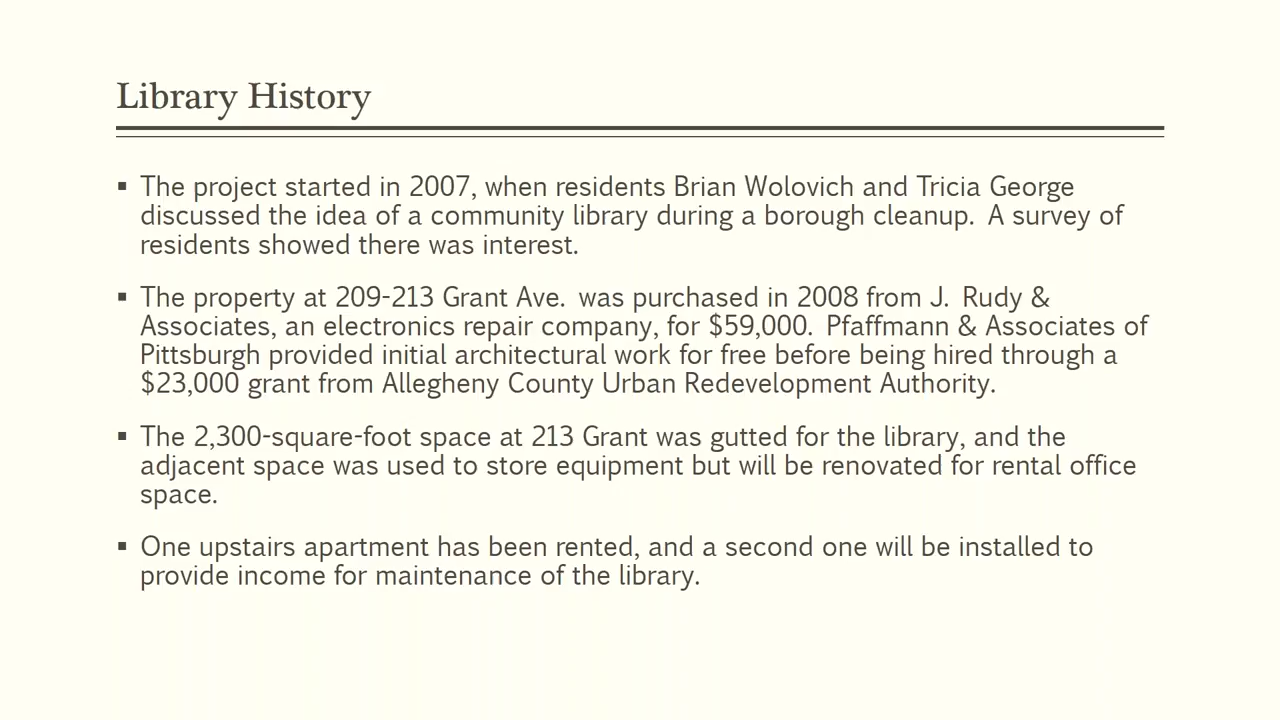 Library History
▪ The project started in 2007, when residents Brian Wolovich and Tricia George
discussed the idea of a community library during a borough cleanup.  A survey of
residents showed there was interest.
▪ The property at 209-213 Grant Ave.  was purchased in 2008 from J.  Rudy &
Associates, an electronics repair company, for $59,000.  Pfaffmann & Associates of
Pittsburgh provided initial architectural work for free before being hired through a
$23,000 grant from Allegheny County Urban Redevelopment Authority.
▪ The 2,300-square-foot space at 213 Grant was gutted for the library, and the
adjacent space was used to store equipment but will be renovated for rental office
space.
▪ One upstairs apartment has been rented, and a second one will be installed to
provide income for maintenance of the library.